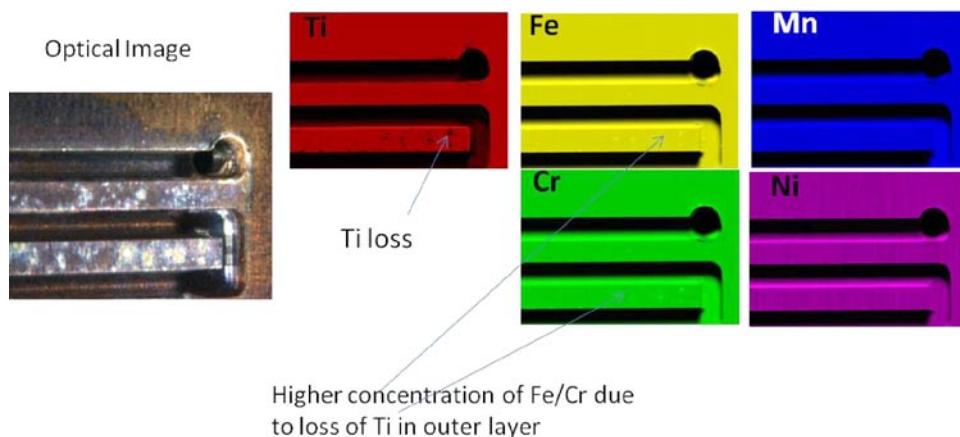 Optical Image
Ti
Fe
Mn
Ti loss
Cr
Ni
Higher concentration of Fe/Cr due
to loss of Ti in outer layer